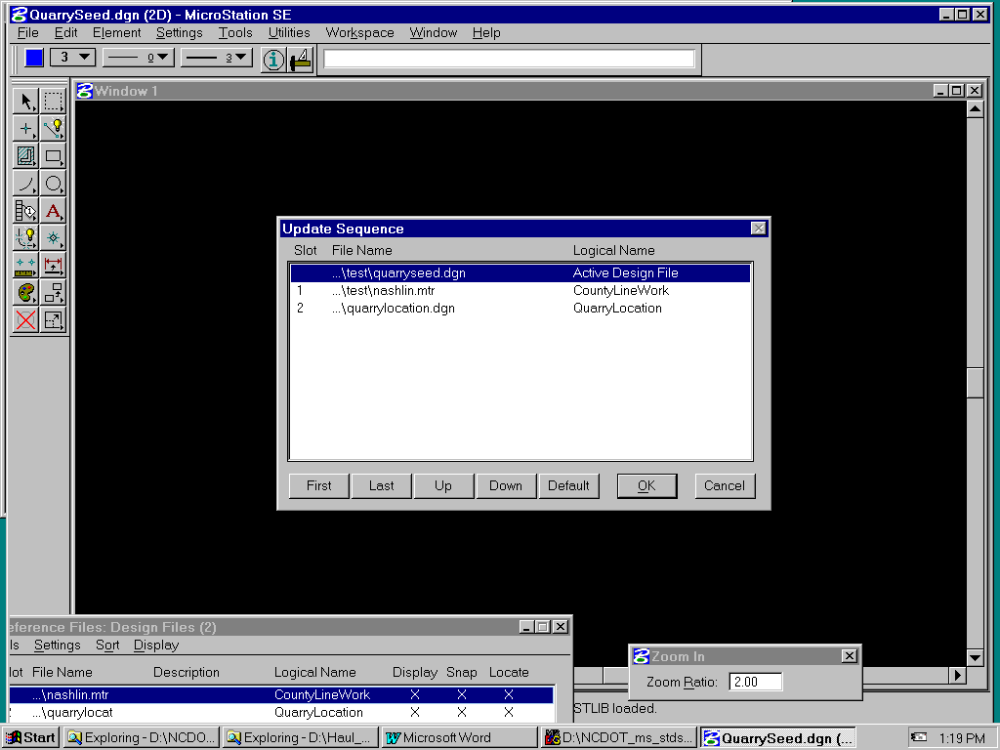 QuarrySeed.dgn (2D) - MicroStation SE
File Edit Element Settings Tools Utilities Workspace Window Help
3 0 3
Window 1
Update Sequence
Slot File Name Logical Name
...\test\quarryseed.dgn Active Design File
1 ...\test\nashlin.mtr CountyLineWork
2 ...\quarrylocation.dgn QuarryLocation
First Last Up Down Default OK Cancel
eference Files: Design Files (2)
ls Settings Sort Display
lot File Name Description Logical Name Display Snap Locate
...\nashlin.mtr CountyLineWork X X X
...\quarrylocat QuarryLocation X X X
Zoom In
Zoom Ratio: 2.00
STLIB loaded.
Start Exploring - D:\NCDO... Exploring - D:\Haul_... Microsoft Word D:\NCDOT_ms_stds... QuarrySeed.dgn (... 1:19 PM